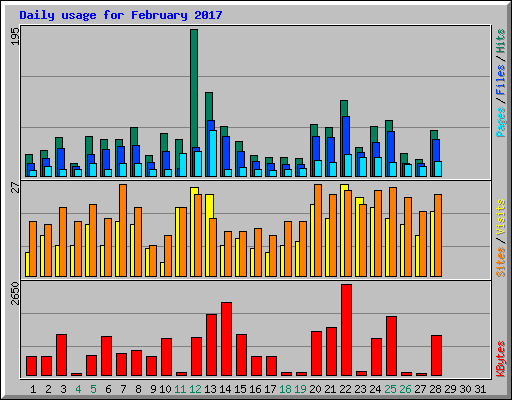 Daily usage for February 2017
195
Pages / Files / Hits
27
Sites / Visits
2650
KBytes
1 2 3 4 5 6 7 8 9 10 11 12 13 14 15 16 17 18 19 20 21 22 23 24 25 26 27 28 29 30 31